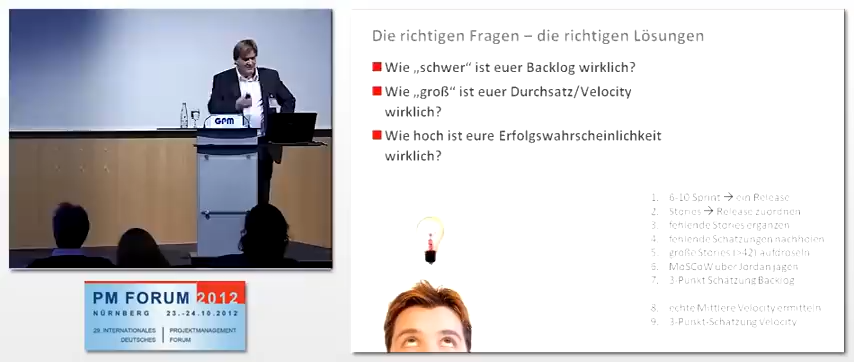 GPM
PM FORUM 2012
NÜRNBERG 23.-24.10.2012
29. INTERNATIONALES
DEUTSCHES
PROJEKTMANAGEMENT
FORUM
Die richtigen Fragen – die richtigen Lösungen
Wie „schwer“ ist euer Backlog wirklich?
Wie „groß“ ist euer Durchsatz/Velocity
wirklich?
Wie hoch ist eure Erfolgswahrscheinlichkeit
wirklich?
1. 6-10 Sprint → ein Release
2. Stories → Release zuordnen
3. fehlende Stories ergänzen
4. fehlende Schätzungen nachholen
5. große Stories (>42) aufdröseln
6. MoSCoW über Jordan jagen
7. 3-Punkt Schätzung Backlog
8. echte Mittlere Velocity ermitteln
9. 3-Punkt-Schätzung Velocity